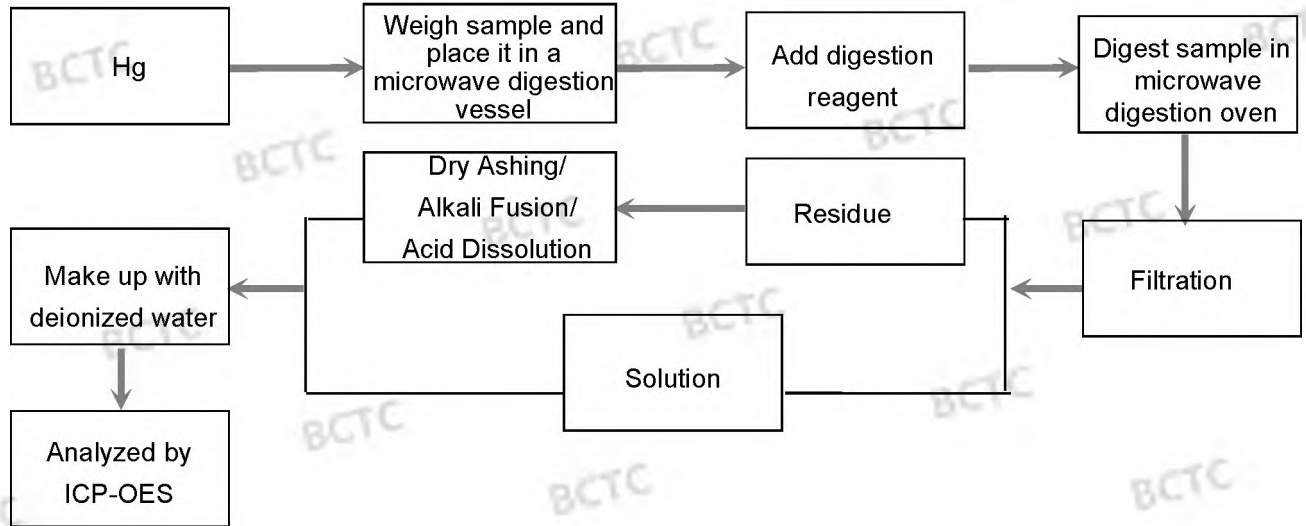 Hg
Weigh sample and
place it in a
microwave digestion
vessel
Add digestion
reagent
Digest sample in
microwave
digestion oven
Filtration
Residue
Dry Ashing/
Alkali Fusion/
Acid Dissolution
Solution
Make up with
deionized water
Analyzed by
ICP-OES
BCTC
BCTC
BCTC
BCTC
BCTC
BCTC
BCTC
BCTC
BCTC
BCTC
BCTC
BCTC
BCTC